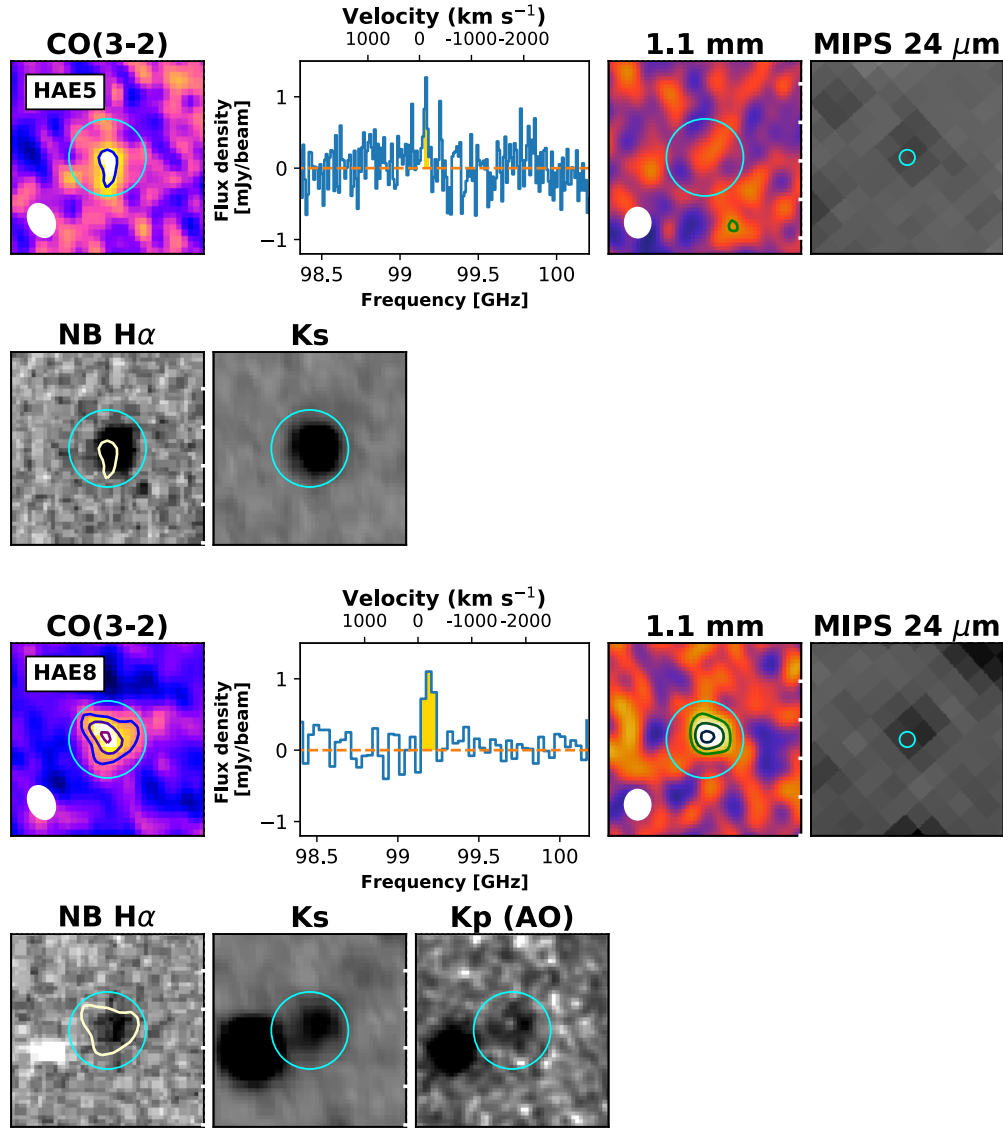 Velocity (km s⁻¹)
1000 0 -1000 -2000
CO(3-2) 1.1 mm MIPS 24 μm
HAE5
Flux density
[mJy/beam]
1
0
−1
98.5 99 99.5 100
Frequency [GHz]
NB Hα Ks
Velocity (km s⁻¹)
1000 0 -1000 -2000
CO(3-2) 1.1 mm MIPS 24 μm
HAE8
Flux density
[mJy/beam]
1
0
−1
98.5 99 99.5 100
Frequency [GHz]
NB Hα Ks Kp (AO)